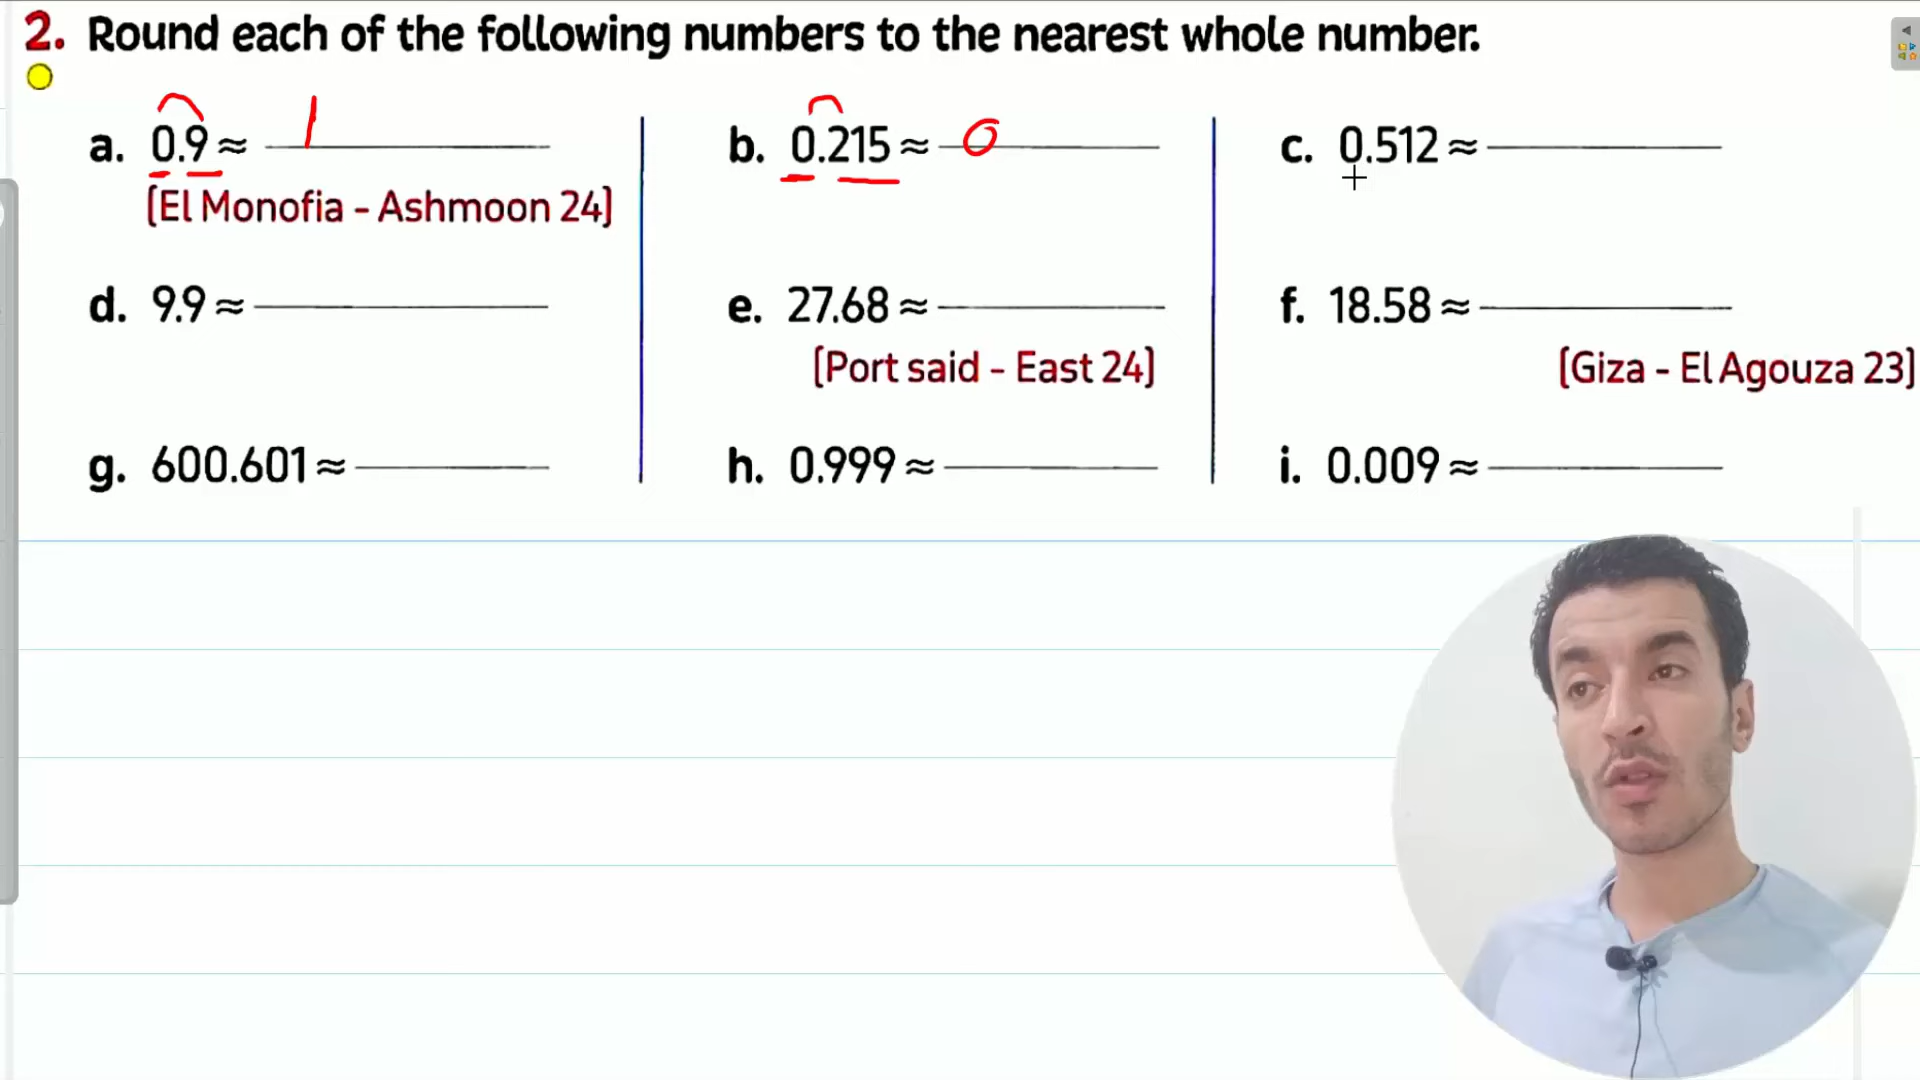 2. Round each of the following numbers to the nearest whole number.
a. 0.9 ≈ 1
b. 0.215 ≈ 0
c. 0.512 ≈
[El Monofia - Ashmoon 24]
d. 9.9 ≈
e. 27.68 ≈
f. 18.58 ≈
[Port said - East 24]
[Giza - El Agouza 23]
g. 600.601 ≈
h. 0.999 ≈
i. 0.009 ≈